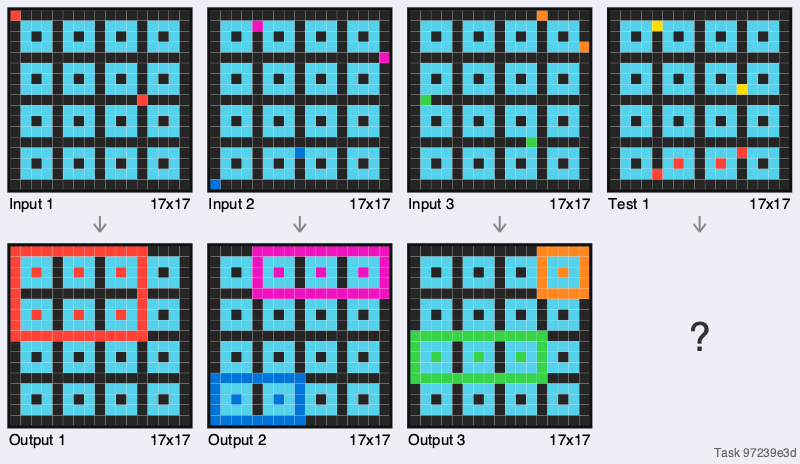 Input 1 17x17 Input 2 17x17 Input 3 17x17 Test 1 17x17
?
Output 1 17x17 Output 2 17x17 Output 3 17x17
Task 97239e3d